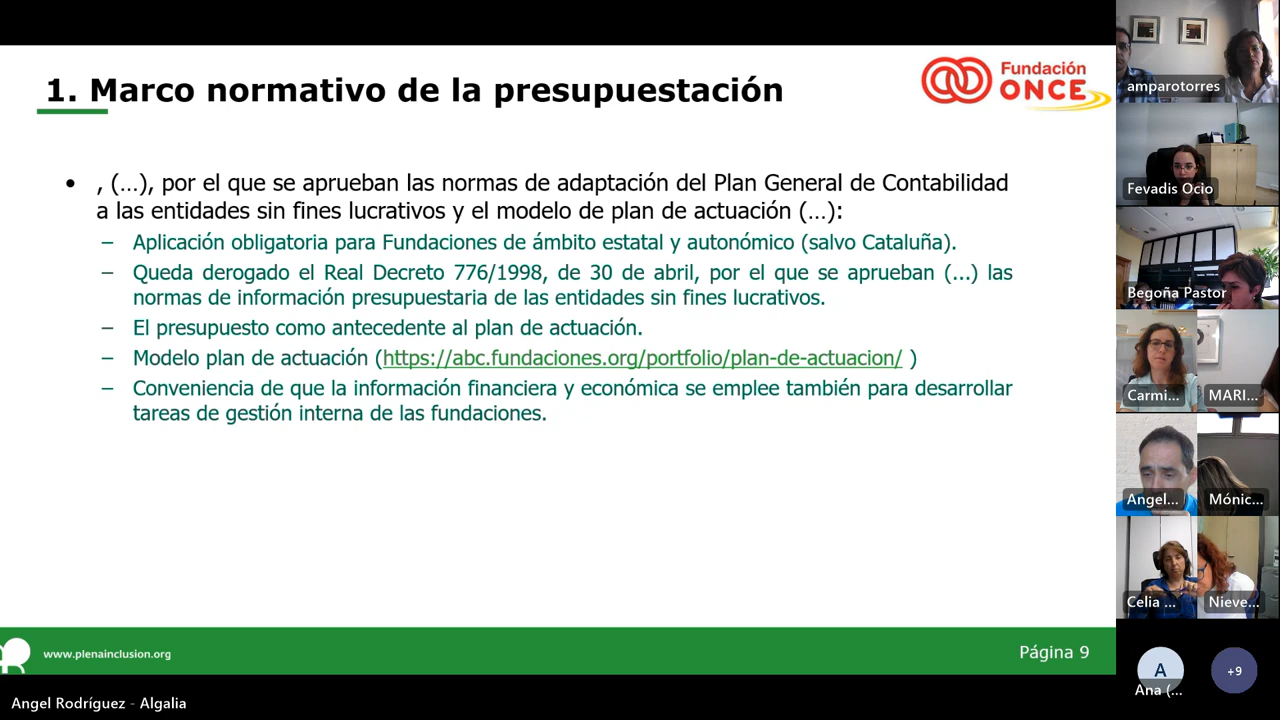 1. Marco normativo de la presupuestación
Fundación
ONCE
• , (…), por el que se aprueban las normas de adaptación del Plan General de Contabilidad
a las entidades sin fines lucrativos y el modelo de plan de actuación (…):
– Aplicación obligatoria para Fundaciones de ámbito estatal y autonómico (salvo Cataluña).
– Queda derogado el Real Decreto 776/1998, de 30 de abril, por el que se aprueban (...) las
normas de información presupuestaria de las entidades sin fines lucrativos.
– El presupuesto como antecedente al plan de actuación.
– Modelo plan de actuación (https://abc.fundaciones.org/portfolio/plan-de-actuacion/ )
– Conveniencia de que la información financiera y económica se emplee también para desarrollar
tareas de gestión interna de las fundaciones.
www.plenainclusion.org
Página 9
Angel Rodríguez - Algalia
amparotorres
Fevadis Ocio
Begoña Pastor
Carmi...
MARI...
Angel...
Mónic...
Celia ...
Nieve...
A
Ana (...
+9